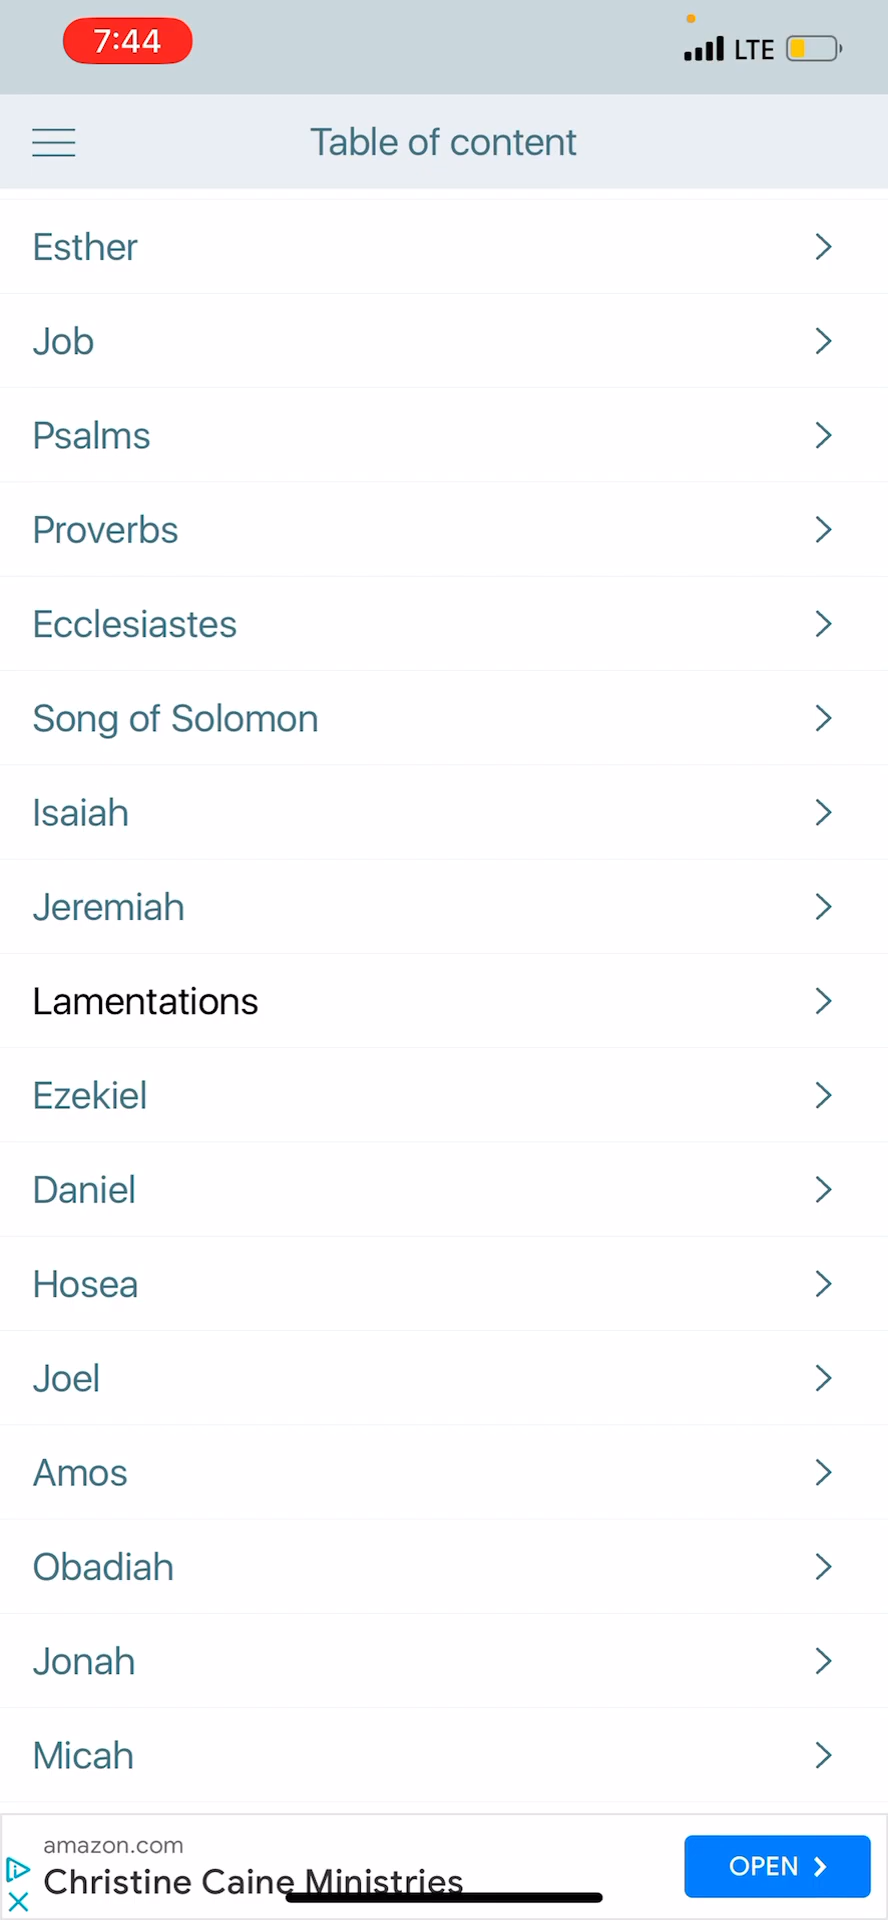 7:44
LTE
Table of content
Esther
Job
Psalms
Proverbs
Ecclesiastes
Song of Solomon
Isaiah
Jeremiah
Lamentations
Ezekiel
Daniel
Hosea
Joel
Amos
Obadiah
Jonah
Micah
amazon.com
Christine Caine Ministries
OPEN